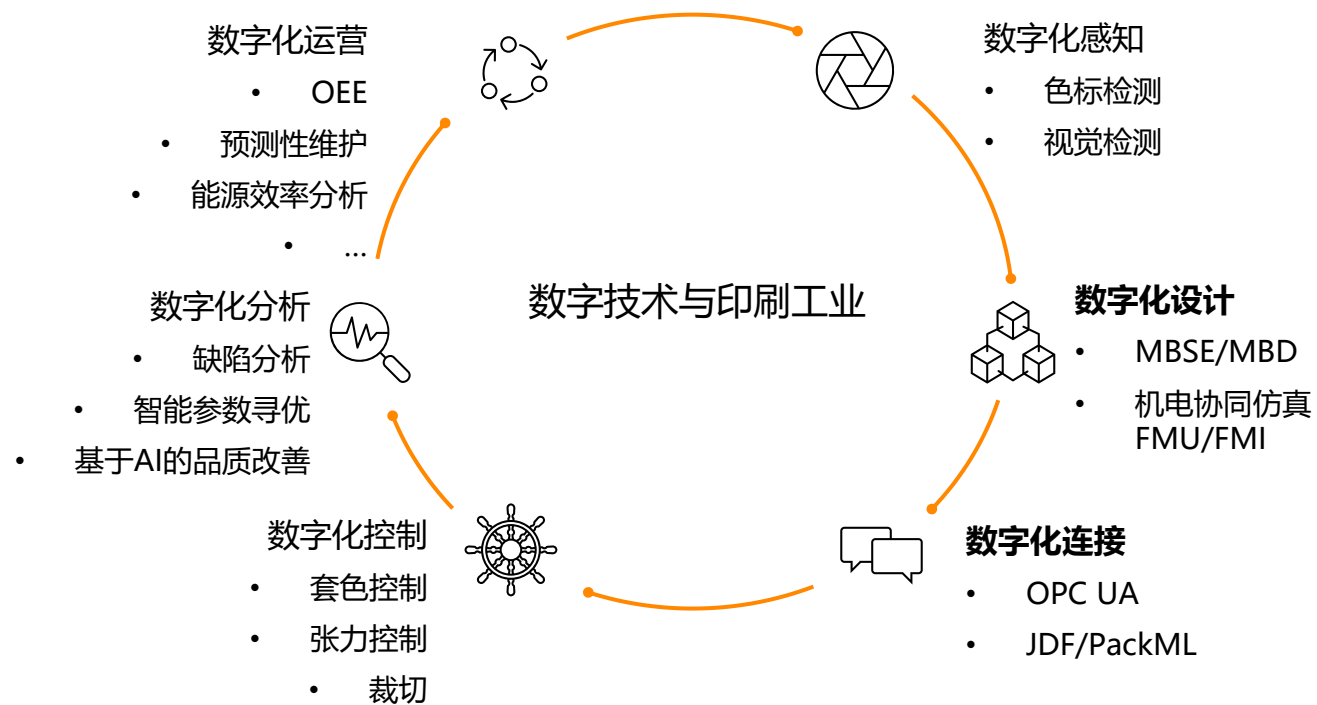 数字化运营
• OEE
• 预测性维护
• 能源效率分析
• ...
数字化感知
• 色标检测
• 视觉检测
数字技术与印刷工业
数字化设计
• MBSE/MBD
• 机电协同仿真
FMU/FMI
数字化分析
• 缺陷分析
• 智能参数寻优
• 基于AI的品质改善
数字化控制
• 套色控制
• 张力控制
• 裁切
数字化连接
• OPC UA
• JDF/PackML